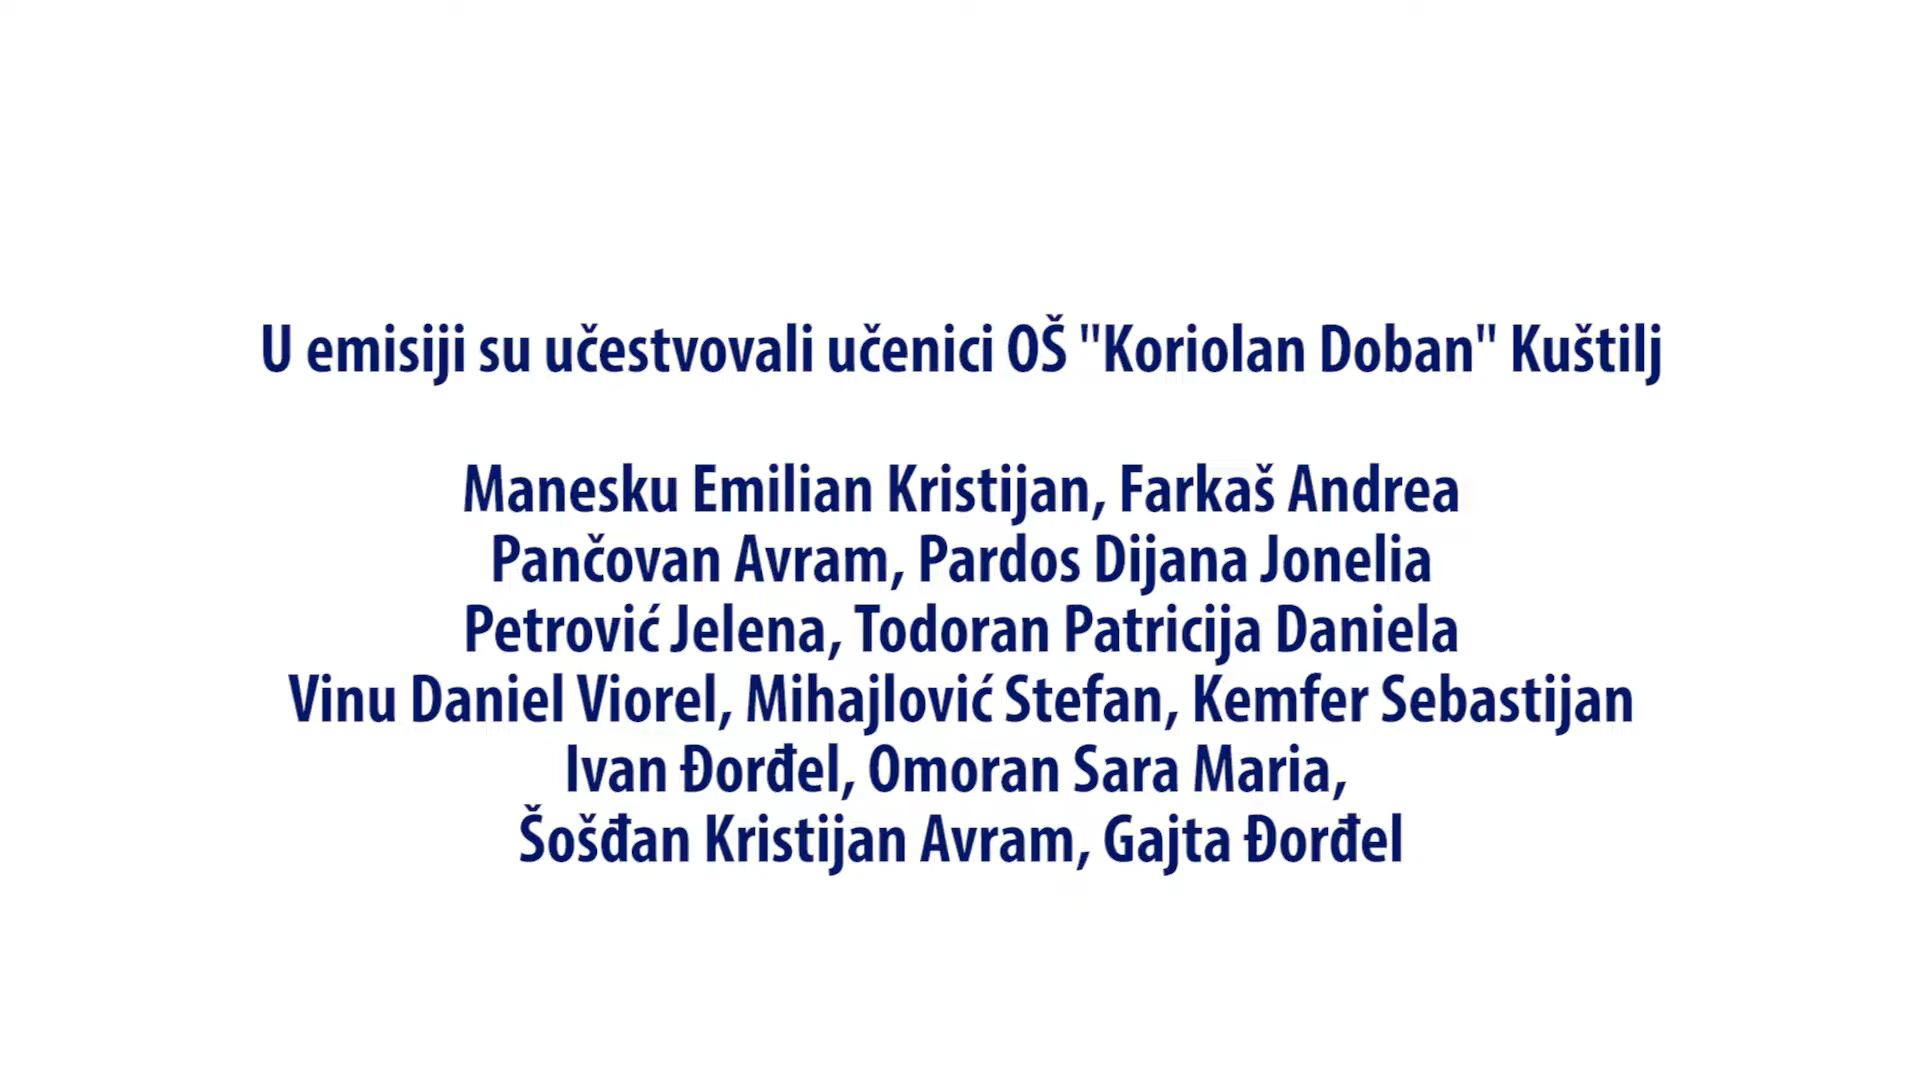 U emisiji su učestvovali učenici OŠ "Koriolan Doban" Kuštilj
Manesku Emilian Kristijan, Farkaš Andrea
Pančovan Avram, Pardos Dijana Jonelia
Petrović Jelena, Todoran Patricija Daniela
Vinu Daniel Viorel, Mihajlović Stefan, Kemfer Sebastijan
Ivan Đorđel, Omoran Sara Maria,
Šošđan Kristijan Avram, Gajta Đorđel